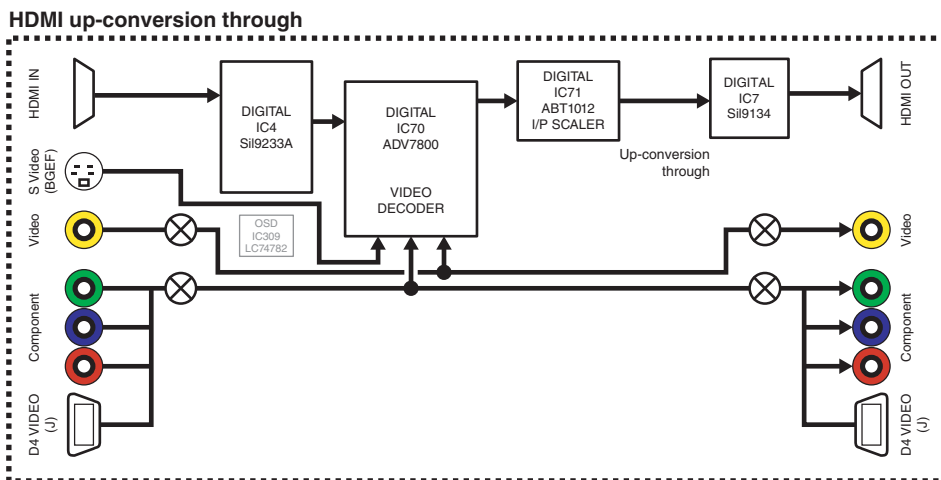 HDMI up-conversion through
HDMI IN
S Video
(BGEF)
Video
Component
D4 VIDEO
(J)
DIGITAL
IC4
Sil9233A
OSD
IC309
LC74782
DIGITAL
IC70
ADV7800
VIDEO
DECODER
DIGITAL
IC71
ABT1012
I/P SCALER
Up-conversion
through
DIGITAL
IC7
Sil9134
HDMI OUT
Video
Component
D4 VIDEO
(J)